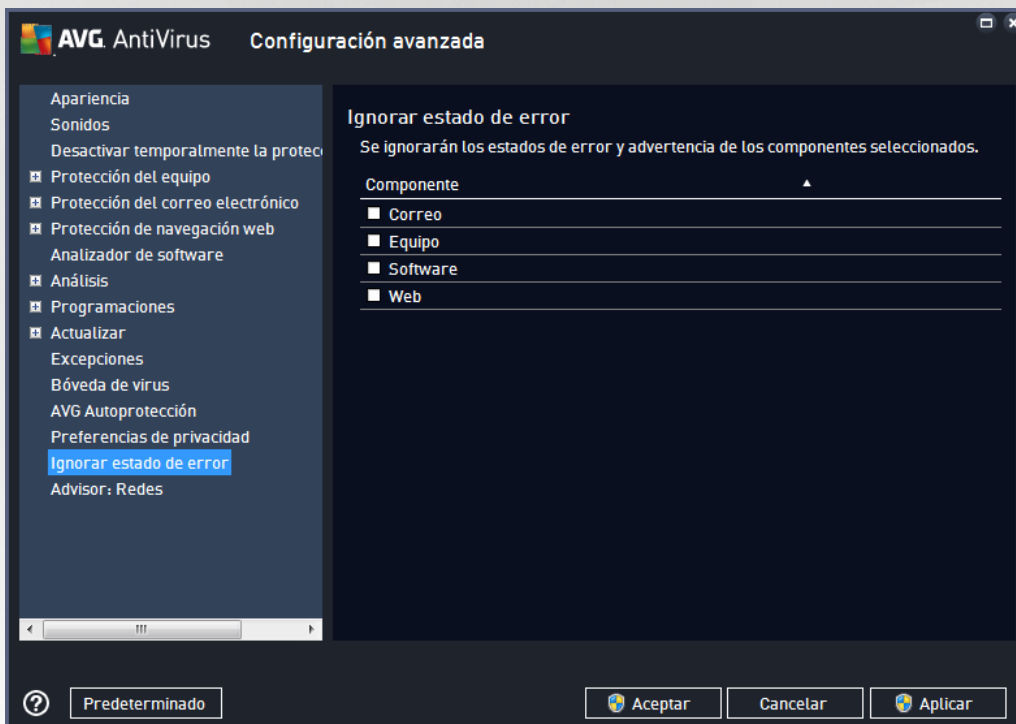 AVG AntiVirus Configuración avanzada
Apariencia
Sonidos
Desactivar temporalmente la protec
Protección del equipo
Protección del correo electrónico
Protección de navegación web
Analizador de software
Análisis
Programaciones
Actualizar
Excepciones
Bóveda de virus
AVG Autoprotección
Preferencias de privacidad
Ignorar estado de error
Advisor: Redes
Ignorar estado de error
Se ignorarán los estados de error y advertencia de los componentes seleccionados.
Componente
Correo
Equipo
Software
Web
? Predeterminado Aceptar Cancelar Aplicar